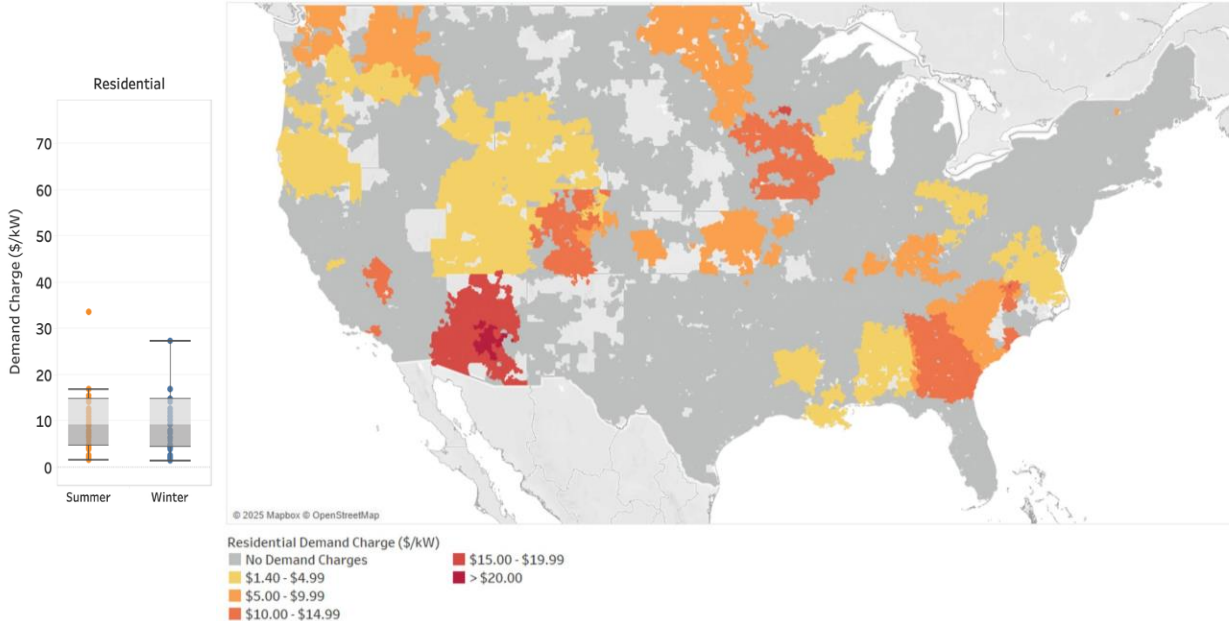 Residential
Demand Charge ($/kW)
70
60
50
40
30
20
10
0
Summer
Winter
© 2025 Mapbox © OpenStreetMap
Residential Demand Charge ($/kW)
No Demand Charges
$1.40 - $4.99
$5.00 - $9.99
$10.00 - $14.99
$15.00 - $19.99
> $20.00